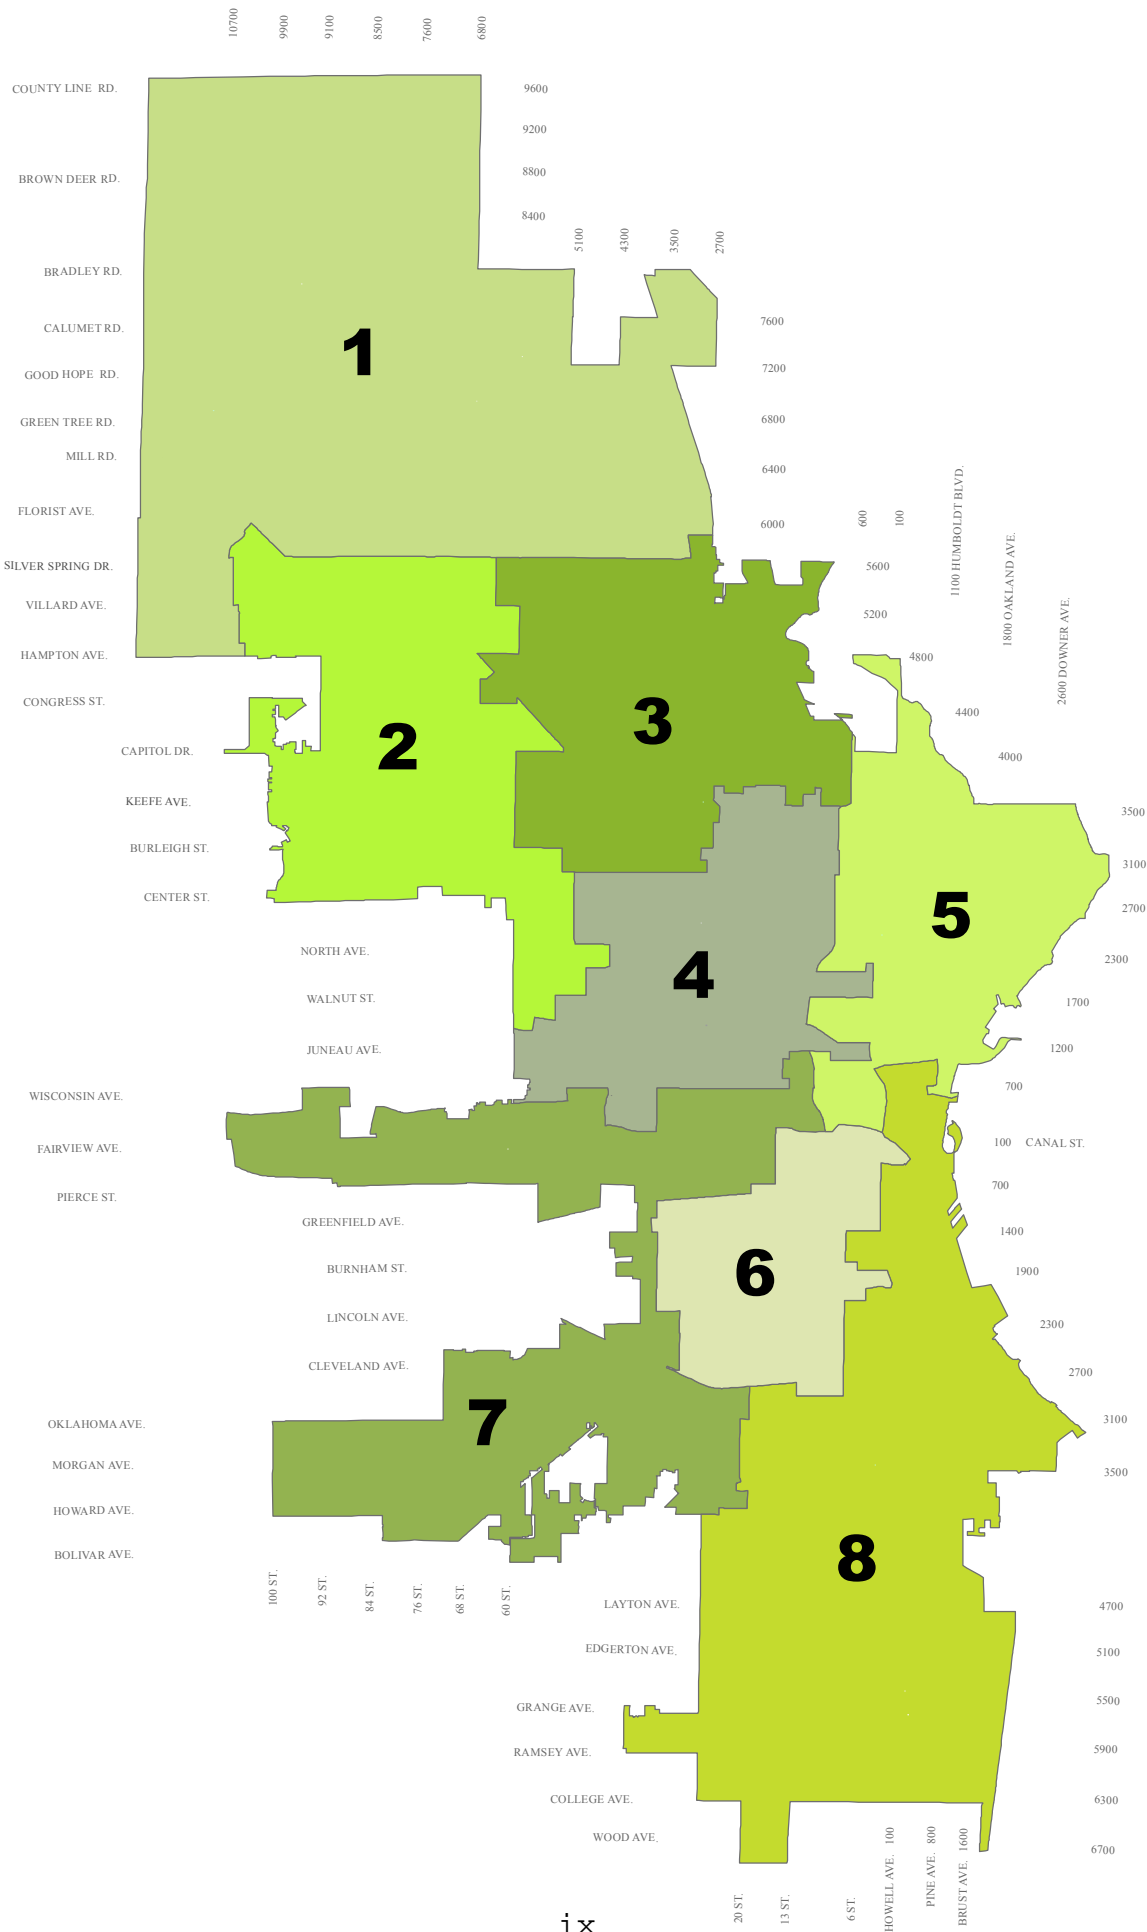 10700
9900
9100
8500
7600
6800
COUNTY LINE RD.
9600
9200
BROWN DEER RD.
8800
8400
5100
4300
3500
2700
BRADLEY RD.
CALUMET RD.
7600
1
GOOD HOPE RD.
7200
GREEN TREE RD.
6800
MILL RD.
6400
FLORIST AVE.
6000
600
100
1100 HUMBOLDT BLVD.
1800 OAKLAND AVE.
2600 DOWNER AVE.
SILVER SPRING DR.
5600
VILLARD AVE.
5200
HAMPTON AVE.
4800
CONGRESS ST.
4400
3
2
CAPITOL DR.
4000
KEEFE AVE.
3500
BURLEIGH ST.
3100
CENTER ST.
2700
5
NORTH AVE.
2300
4
WALNUT ST.
1700
JUNEAU AVE.
1200
WISCONSIN AVE.
700
FAIRVIEW AVE.
100 CANAL ST.
PIERCE ST.
700
GREENFIELD AVE.
1400
BURNHAM ST.
1900
6
LINCOLN AVE.
2300
CLEVELAND AVE.
2700
7
OKLAHOMA AVE.
3100
MORGAN AVE.
3500
HOWARD AVE.
BOLIVAR AVE.
8
100 ST.
92 ST.
84 ST.
76 ST.
68 ST.
60 ST.
LAYTON AVE.
4700
EDGERTON AVE.
5100
GRANGE AVE.
5500
RAMSEY AVE.
5900
COLLEGE AVE.
6300
WOOD AVE.
6700
20 ST.
13 ST.
6 ST.
HOWELL AVE. 100
PINE AVE. 800
BRUST AVE. 1600
ix